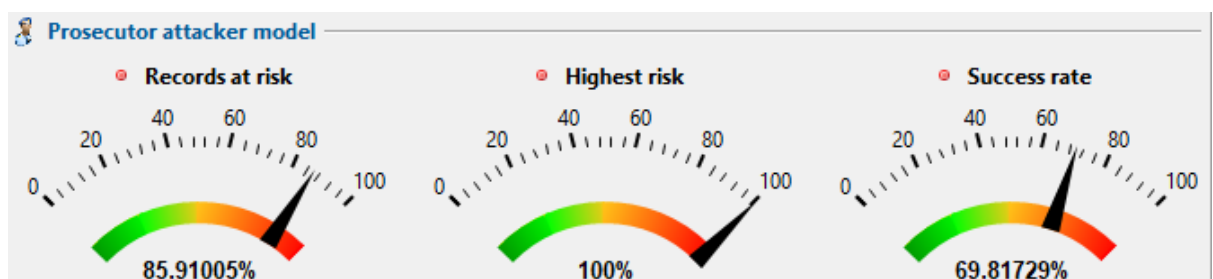 Prosecutor attacker model
Records at risk
0 20 40 60 80 100
85.91005%
Highest risk
0 20 40 60 80 100
100%
Success rate
0 20 40 60 80 100
69.81729%